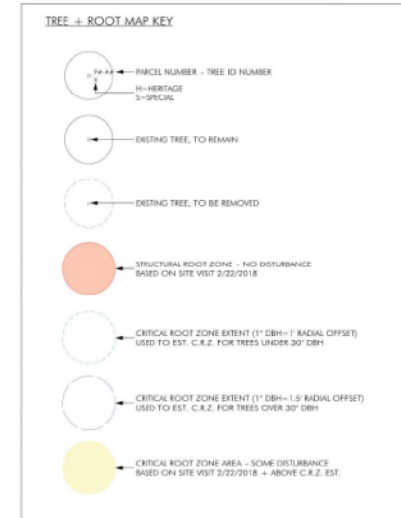 TREE + ROOT MAP KEY
P#-## PARCEL NUMBER - TREE ID NUMBER
H=HERITAGE
S=SPECIAL
EXISTING TREE, TO REMAIN
EXISTING TREE, TO BE REMOVED
STRUCTURAL ROOT ZONE - NO DISTURBANCE
BASED ON SITE VISIT 2/22/2018
CRITICAL ROOT ZONE EXTENT (1" DBH=1' RADIAL OFFSET)
USED TO EST. C.R.Z. FOR TREES UNDER 30" DBH
CRITICAL ROOT ZONE EXTENT (1" DBH=1.5' RADIAL OFFSET)
USED TO EST. C.R.Z. FOR TREES OVER 30" DBH
CRITICAL ROOT ZONE AREA - SOME DISTURBANCE
BASED ON SITE VISIT 2/22/2018 + ABOVE C.R.Z. EST.